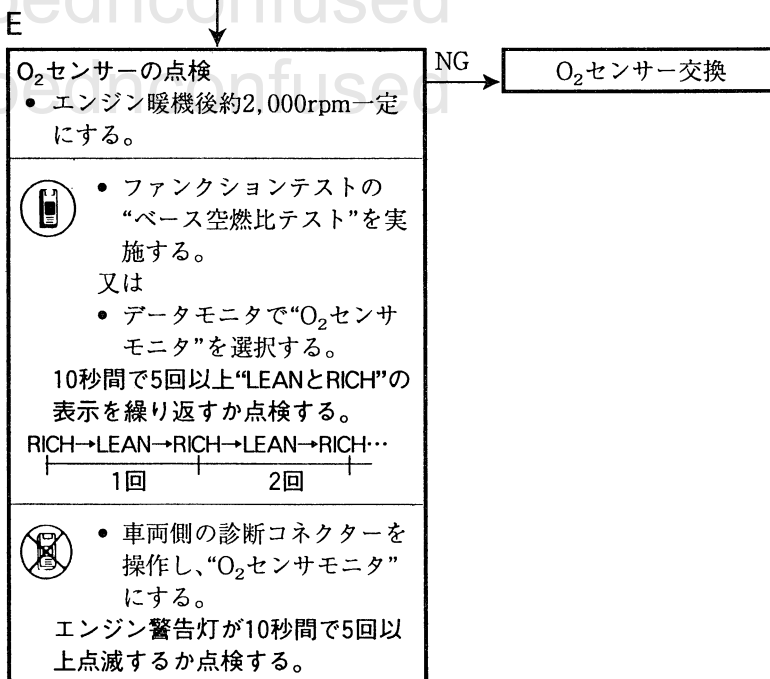 bednconfused
E
O₂センサーの点検
• エンジン暖機後約2,000rpm一定
にする。
NG
O₂センサー交換
bednconfused
• ファンクションテストの
“ベース空燃比テスト”を実
施する。
又は
• データモニタで“O₂センサ
モニタ”を選択する。
10秒間で5回以上“LEANとRICH”の
表示を繰り返すか点検する。
RICH→LEAN→RICH→LEAN→RICH…
1回 2回
• 車両側の診断コネクターを
操作し、“O₂センサモニタ”
にする。
エンジン警告灯が10秒間で5回以
上点滅するか点検する。